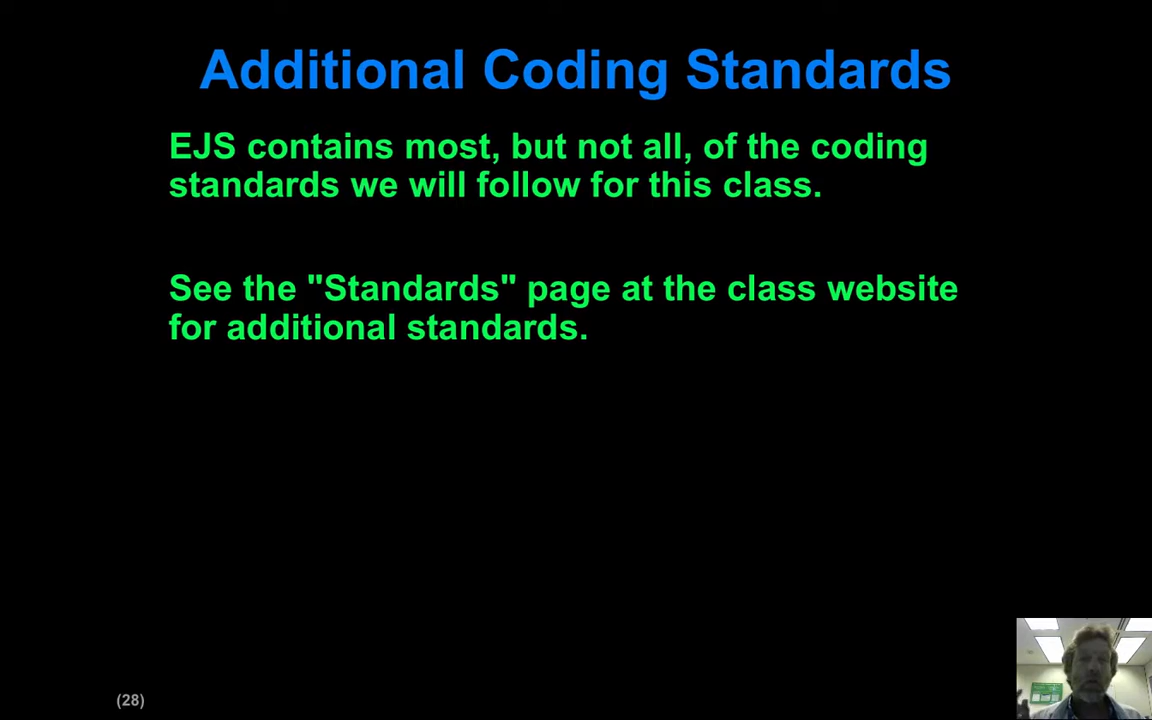 Additional Coding Standards
EJS contains most, but not all, of the coding
standards we will follow for this class.
See the "Standards" page at the class website
for additional standards.
(28)